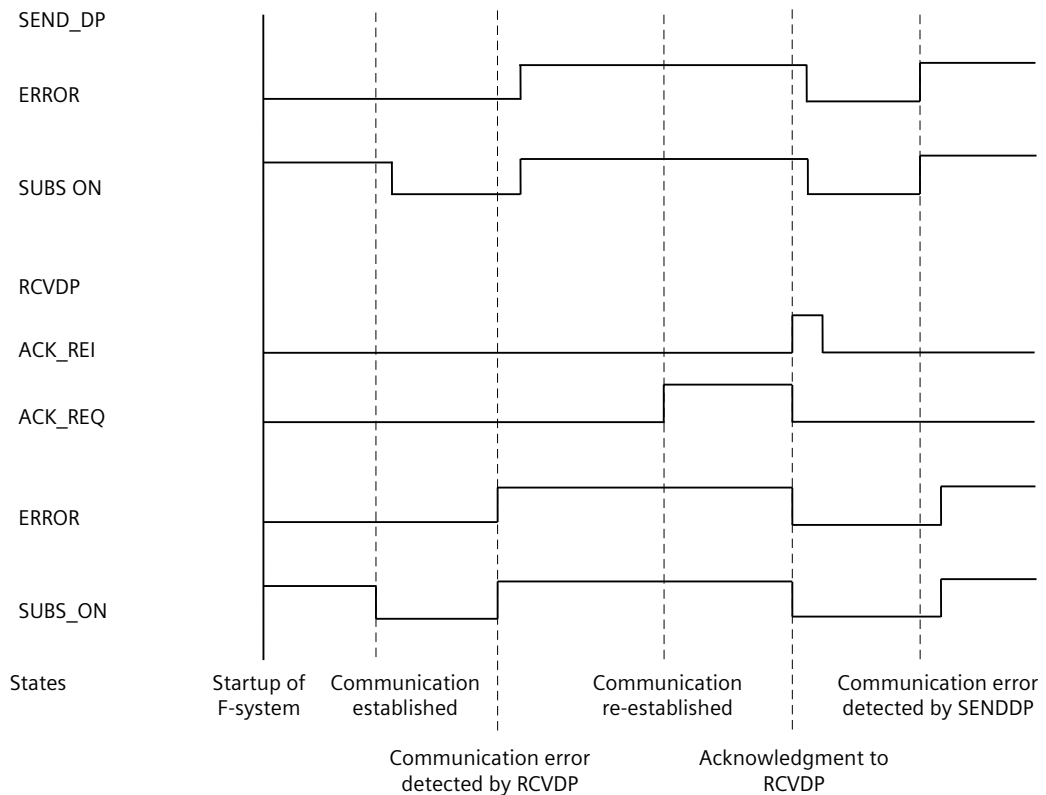 SEND_DP
ERROR
SUBS ON
RCVDP
ACK_REI
ACK_REQ
ERROR
SUBS_ON
States
Startup of
F-system
Communication
established
Communication error
detected by RCVDP
Communication
re-established
Acknowledgment to
RCVDP
Communication error
detected by SENDDP